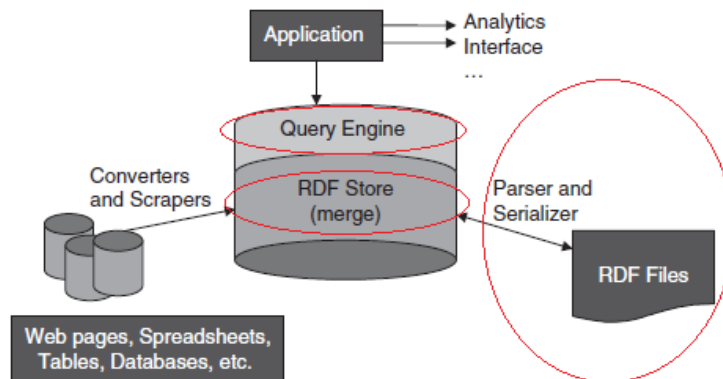 Application
Analytics
Interface
...
Query Engine
Converters
and Scrapers
RDF Store
(merge)
Parser and
Serializer
RDF Files
Web pages, Spreadsheets,
Tables, Databases, etc.